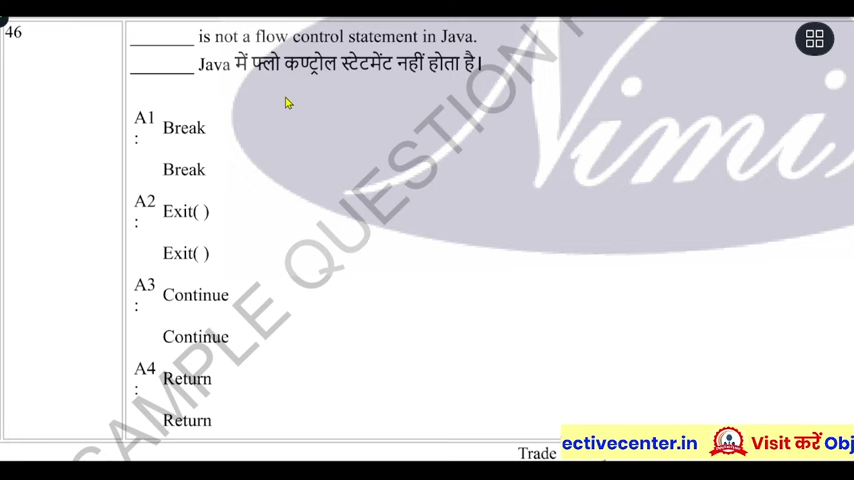 46
_______ is not a flow control statement in Java.
_______ Java में फ्लो कण्ट्रोल स्टेटमेंट नहीं होता है।
A1 : Break
Break
A2 : Exit( )
Exit( )
A3 : Continue
Continue
A4 : Return
Return
SAMPLE QUESTION
Nimi
Trade
ectivecenter.in Visit करें Obj